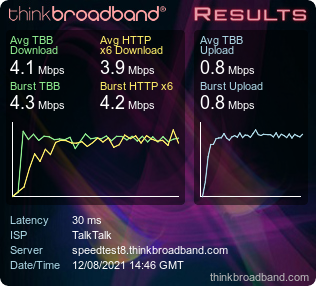 thinkbroadband® RESULTS
Avg TBB Download
4.1 Mbps
Avg HTTP x6 Download
3.9 Mbps
Avg TBB Upload
0.8 Mbps
Burst TBB
4.3 Mbps
Burst HTTP x6
4.2 Mbps
Burst Upload
0.8 Mbps
Latency 30 ms
ISP TalkTalk
Server speedtest8.thinkbroadband.com
Date/Time 12/08/2021 14:46 GMT
thinkbroadband.com